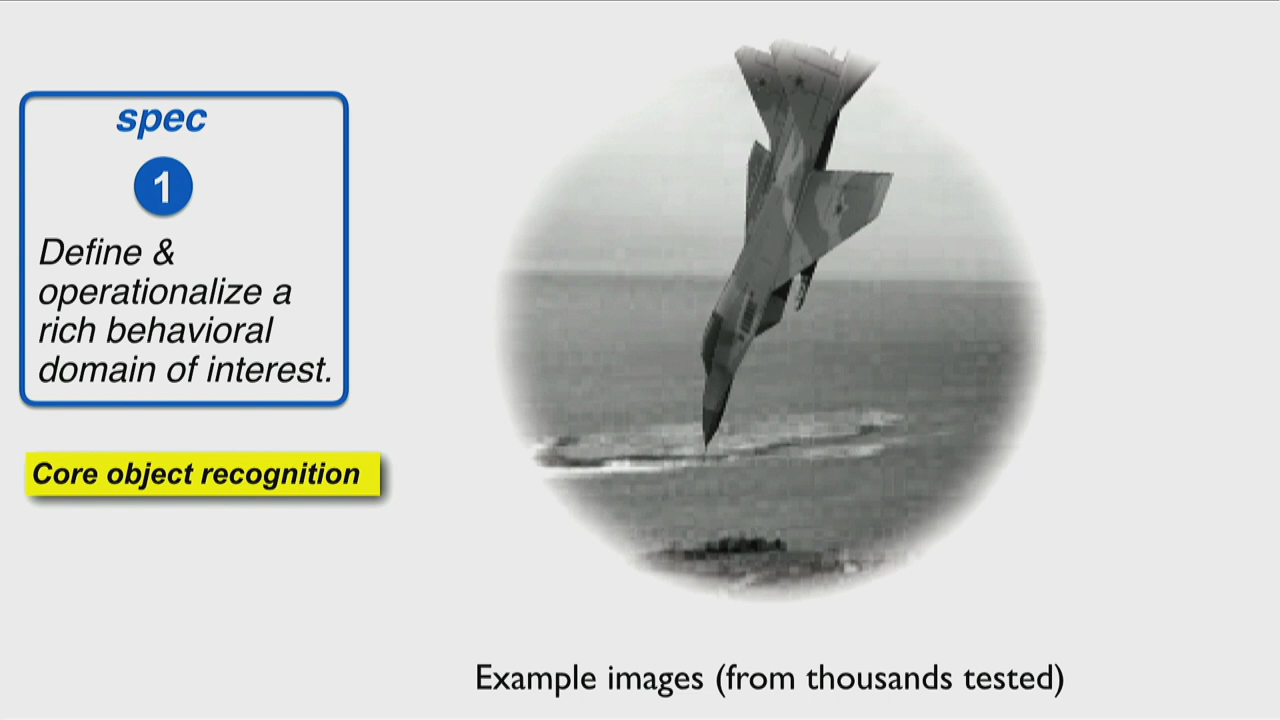 spec
1
Define &
operationalize a
rich behavioral
domain of interest.
Core object recognition
Example images (from thousands tested)